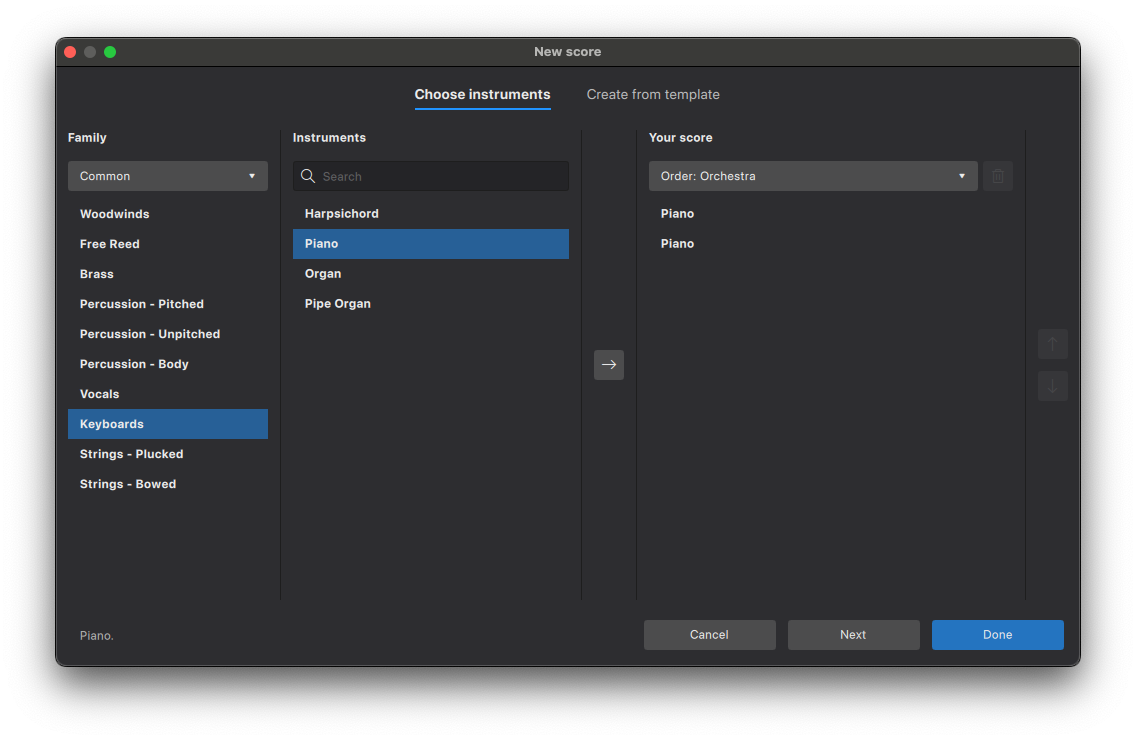 New score
Choose instruments
Create from template
Family
Common
Woodwinds
Free Reed
Brass
Percussion - Pitched
Percussion - Unpitched
Percussion - Body
Vocals
Keyboards
Strings - Plucked
Strings - Bowed
Instruments
Search
Harpsichord
Piano
Organ
Pipe Organ
Your score
Order: Orchestra
Piano
Piano
Piano.
Cancel
Next
Done